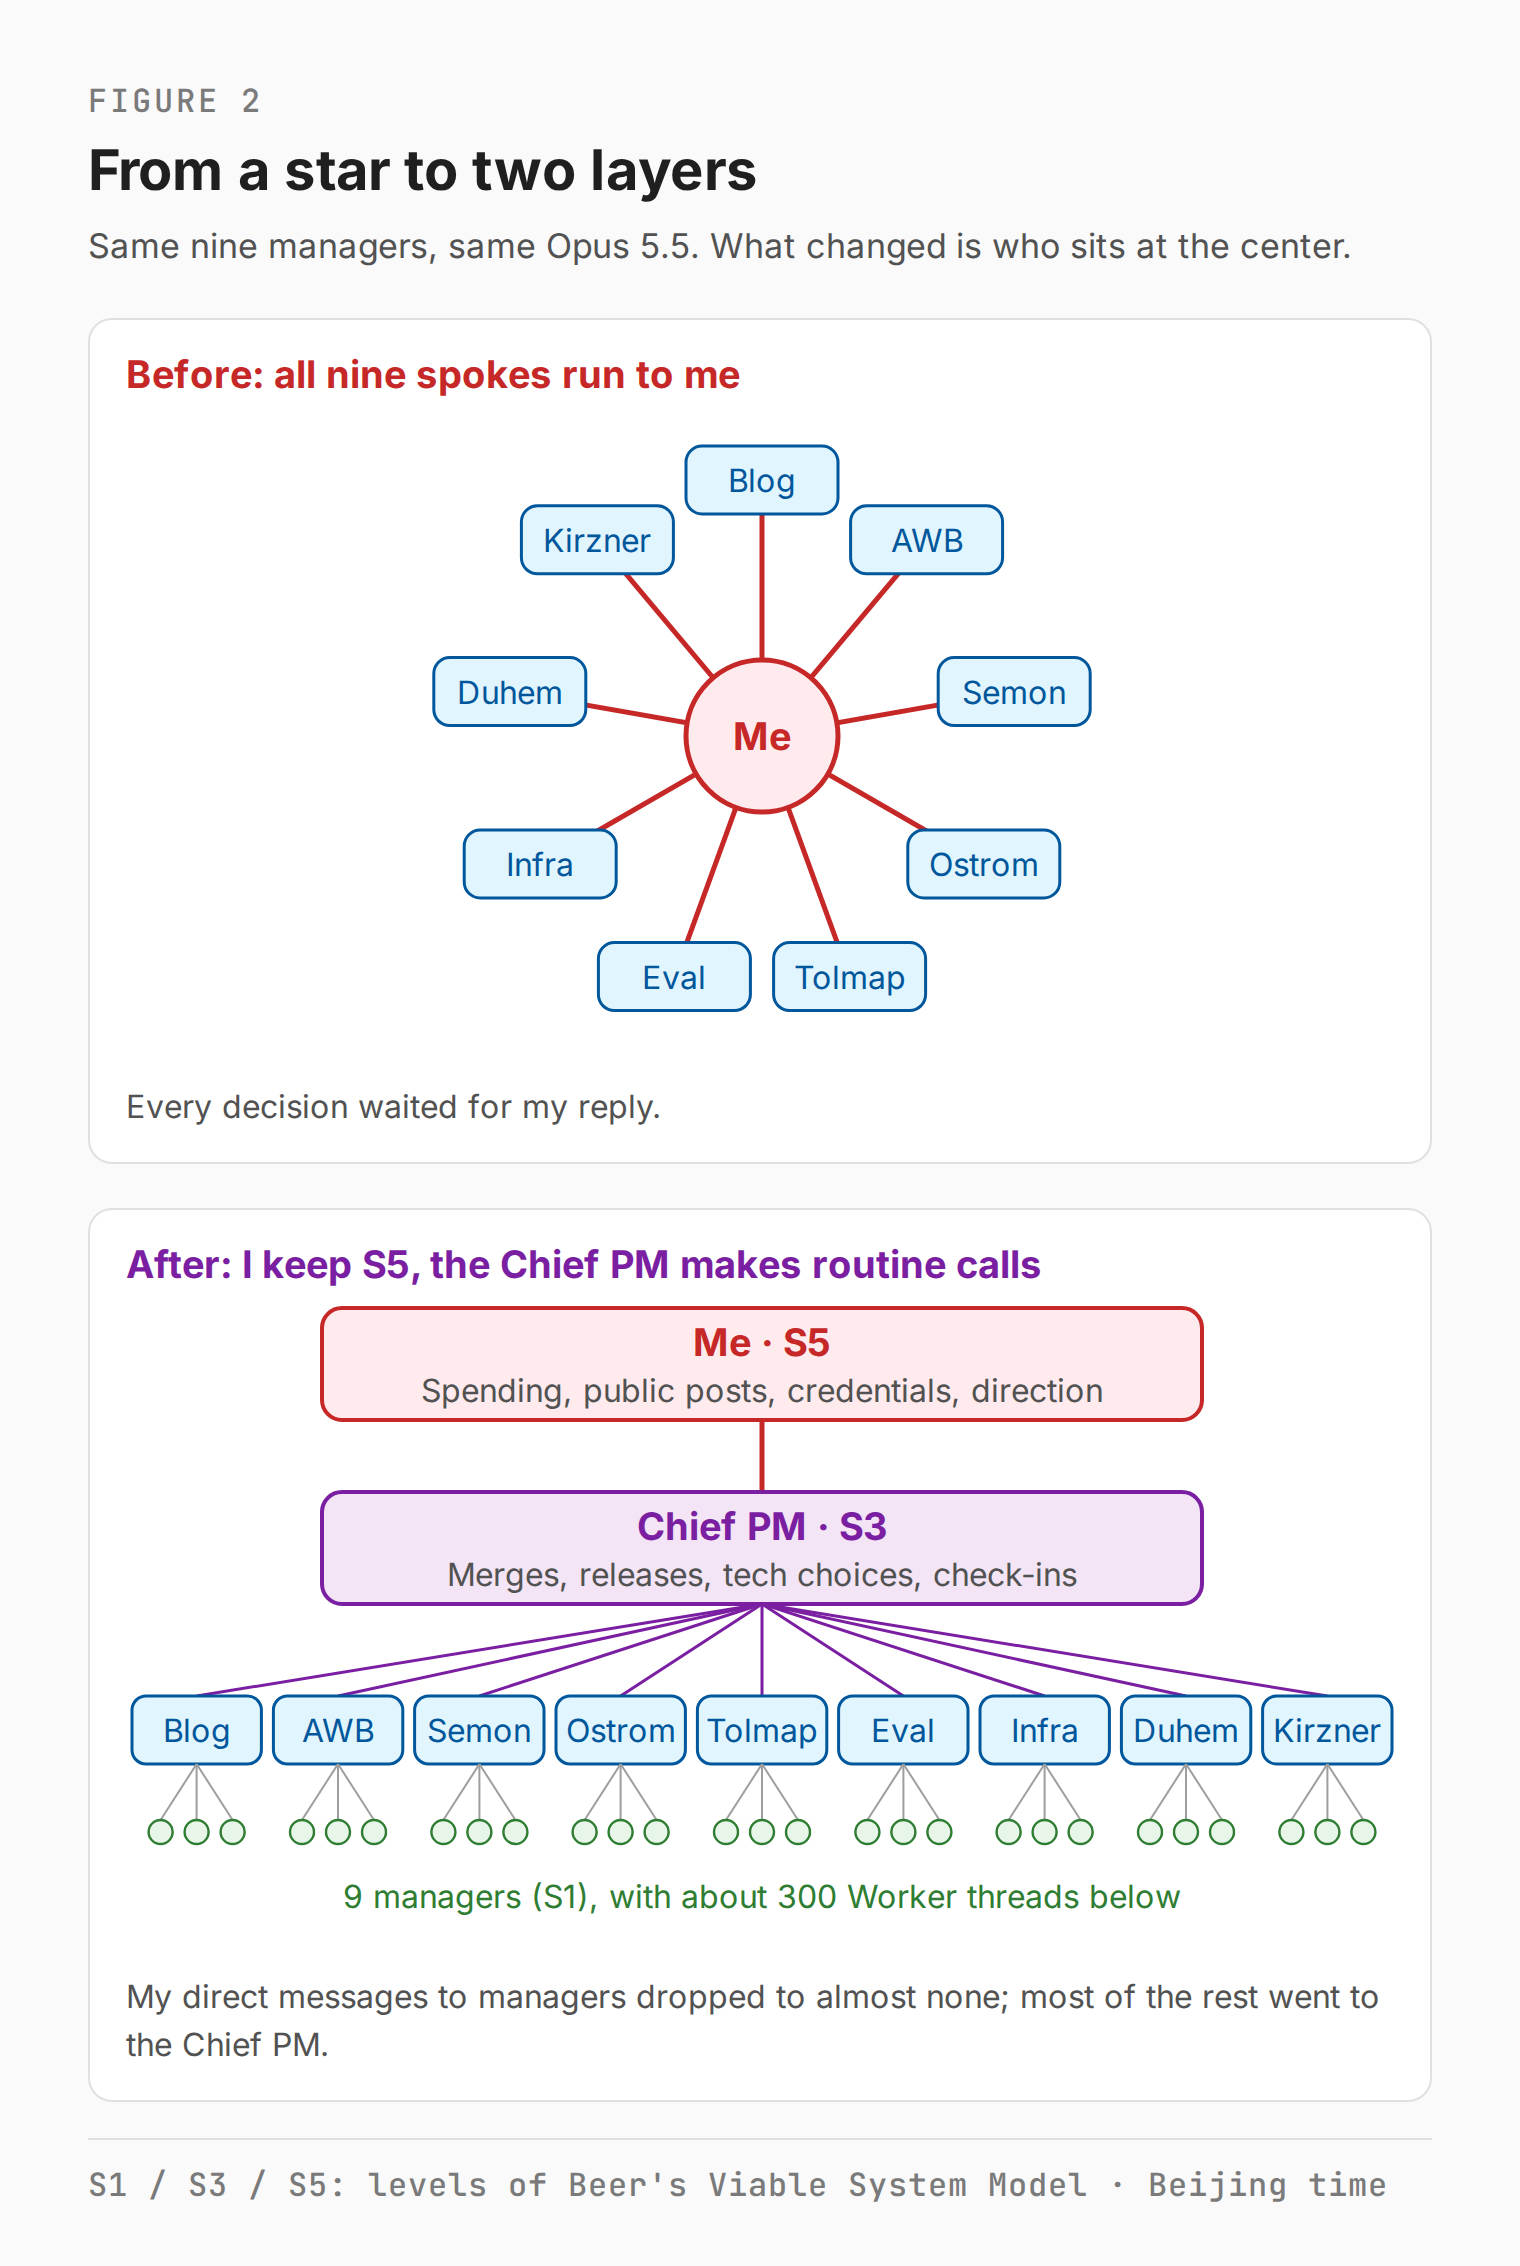 FIGURE 2
From a star to two layers
Same nine managers, same Opus 5.5. What changed is who sits at the center.
Before: all nine spokes run to me
Blog
Kirzner
AWB
Duhem
Semon
Me
Infra
Ostrom
Eval
Tolmap
Every decision waited for my reply.
After: I keep S5, the Chief PM makes routine calls
Me · S5
Spending, public posts, credentials, direction
Chief PM · S3
Merges, releases, tech choices, check-ins
Blog
AWB
Semon
Ostrom
Tolmap
Eval
Infra
Duhem
Kirzner
9 managers (S1), with about 300 Worker threads below
My direct messages to managers dropped to almost none; most of the rest went to
the Chief PM.
S1 / S3 / S5: levels of Beer's Viable System Model · Beijing time